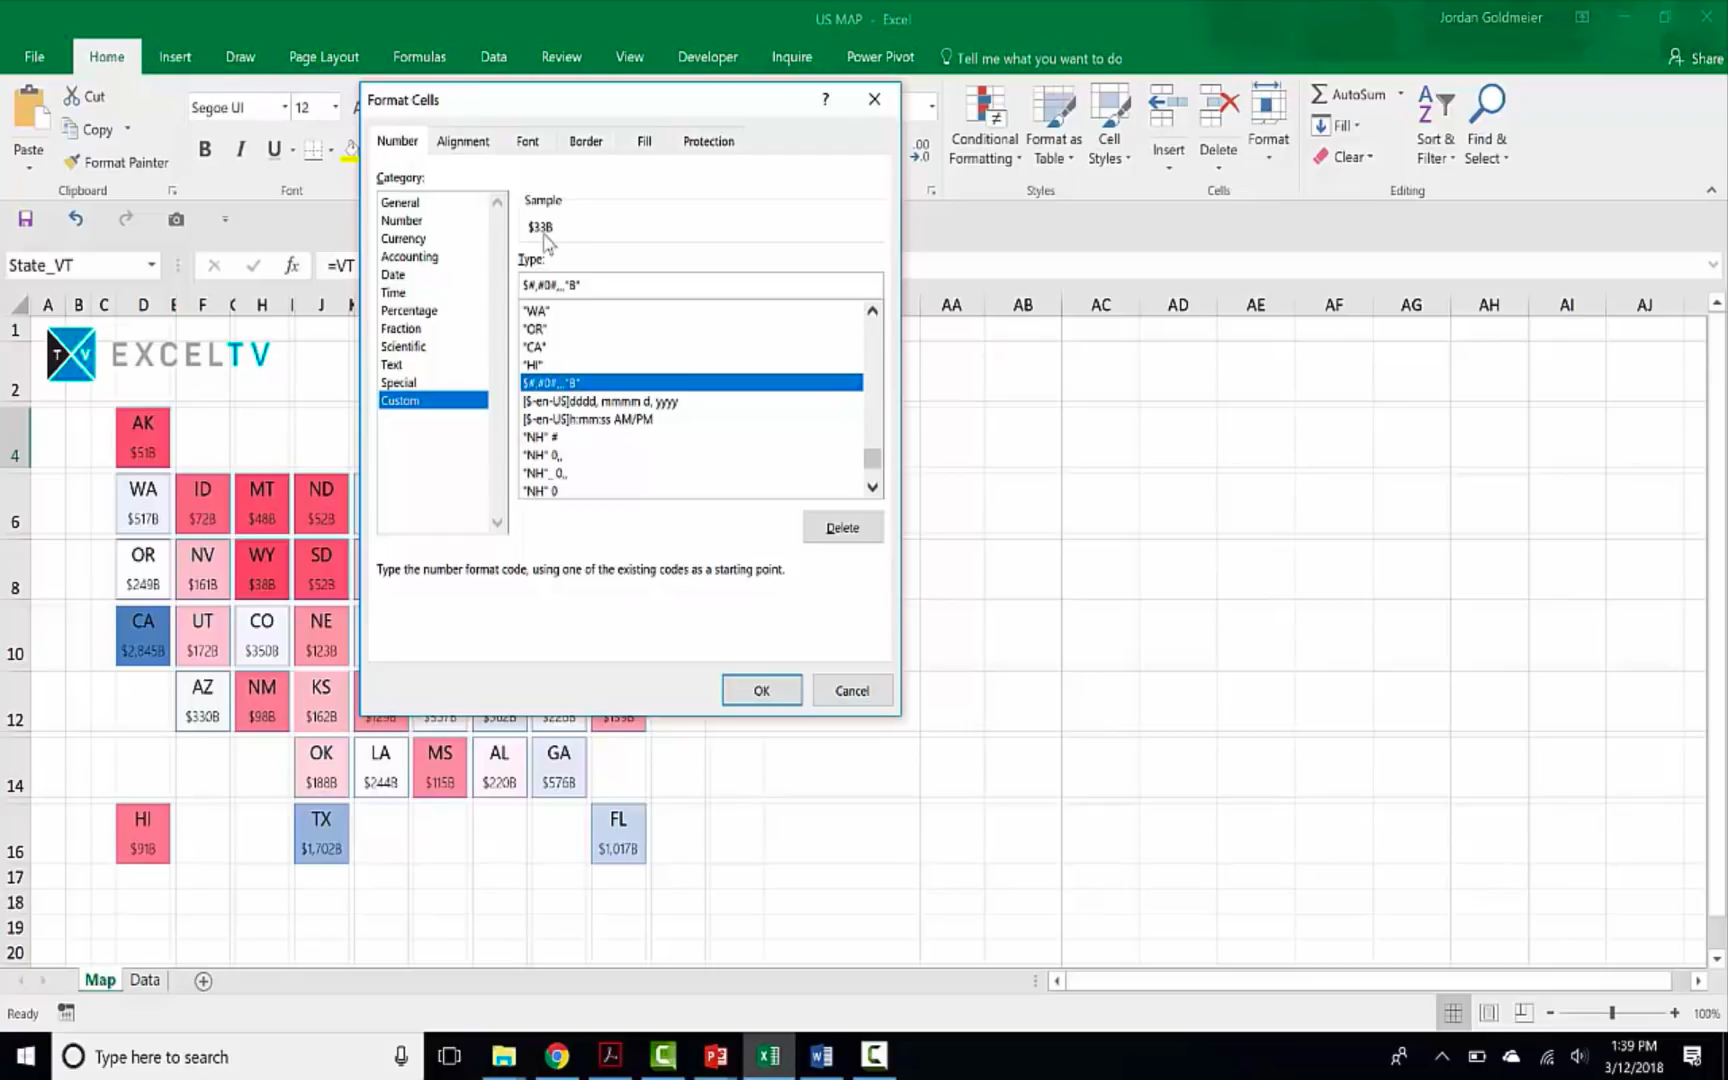 US MAP - Excel
Jordan Goldmeier
File Home Insert Draw Page Layout Formulas Data Review View Developer Inquire Power Pivot Tell me what you want to do Share
Cut
Copy
Format Painter
Paste
Clipboard
Segoe UI 12
B I U
Font
Conditional Formatting
Format as Table
Cell Styles
Styles
Insert
Delete
Format
Cells
AutoSum
Fill
Clear
Sort & Filter
Find & Select
Editing
State_VT
fx
=VT
Format Cells
?
Number Alignment Font Border Fill Protection
Category:
General
Number
Currency
Accounting
Date
Time
Percentage
Fraction
Scientific
Text
Special
Custom
Sample
$33B
Type:
$#,#0#,,,"B"
"WA"
"OR"
"CA"
"HI"
$#,#0#,,,"B"
[$-en-US]dddd, mmmm d, yyyy
[$-en-US]h:mm:ss AM/PM
"NH" #
"NH" 0,,
"NH"_ 0,,
"NH" 0
Delete
Type the number format code, using one of the existing codes as a starting point.
OK
Cancel
A B C D E F G H I J K AA AB AC AD AE AF AG AH AI AJ
1
2
4
6
8
10
12
14
16
17
18
19
20
TV EXCELTV
AK
$51B
WA ID MT ND
$517B $72B $48B $52B
OR NV WY SD
$249B $161B $38B $52B
CA UT CO NE
$2,845B $172B $350B $123B
AZ NM KS
$330B $98B $162B
OK LA MS AL GA
$188B $244B $115B $220B $576B
HI TX FL
$91B $1,702B $1,017B
Map Data
Ready
100%
Type here to search
1:39 PM
3/12/2018